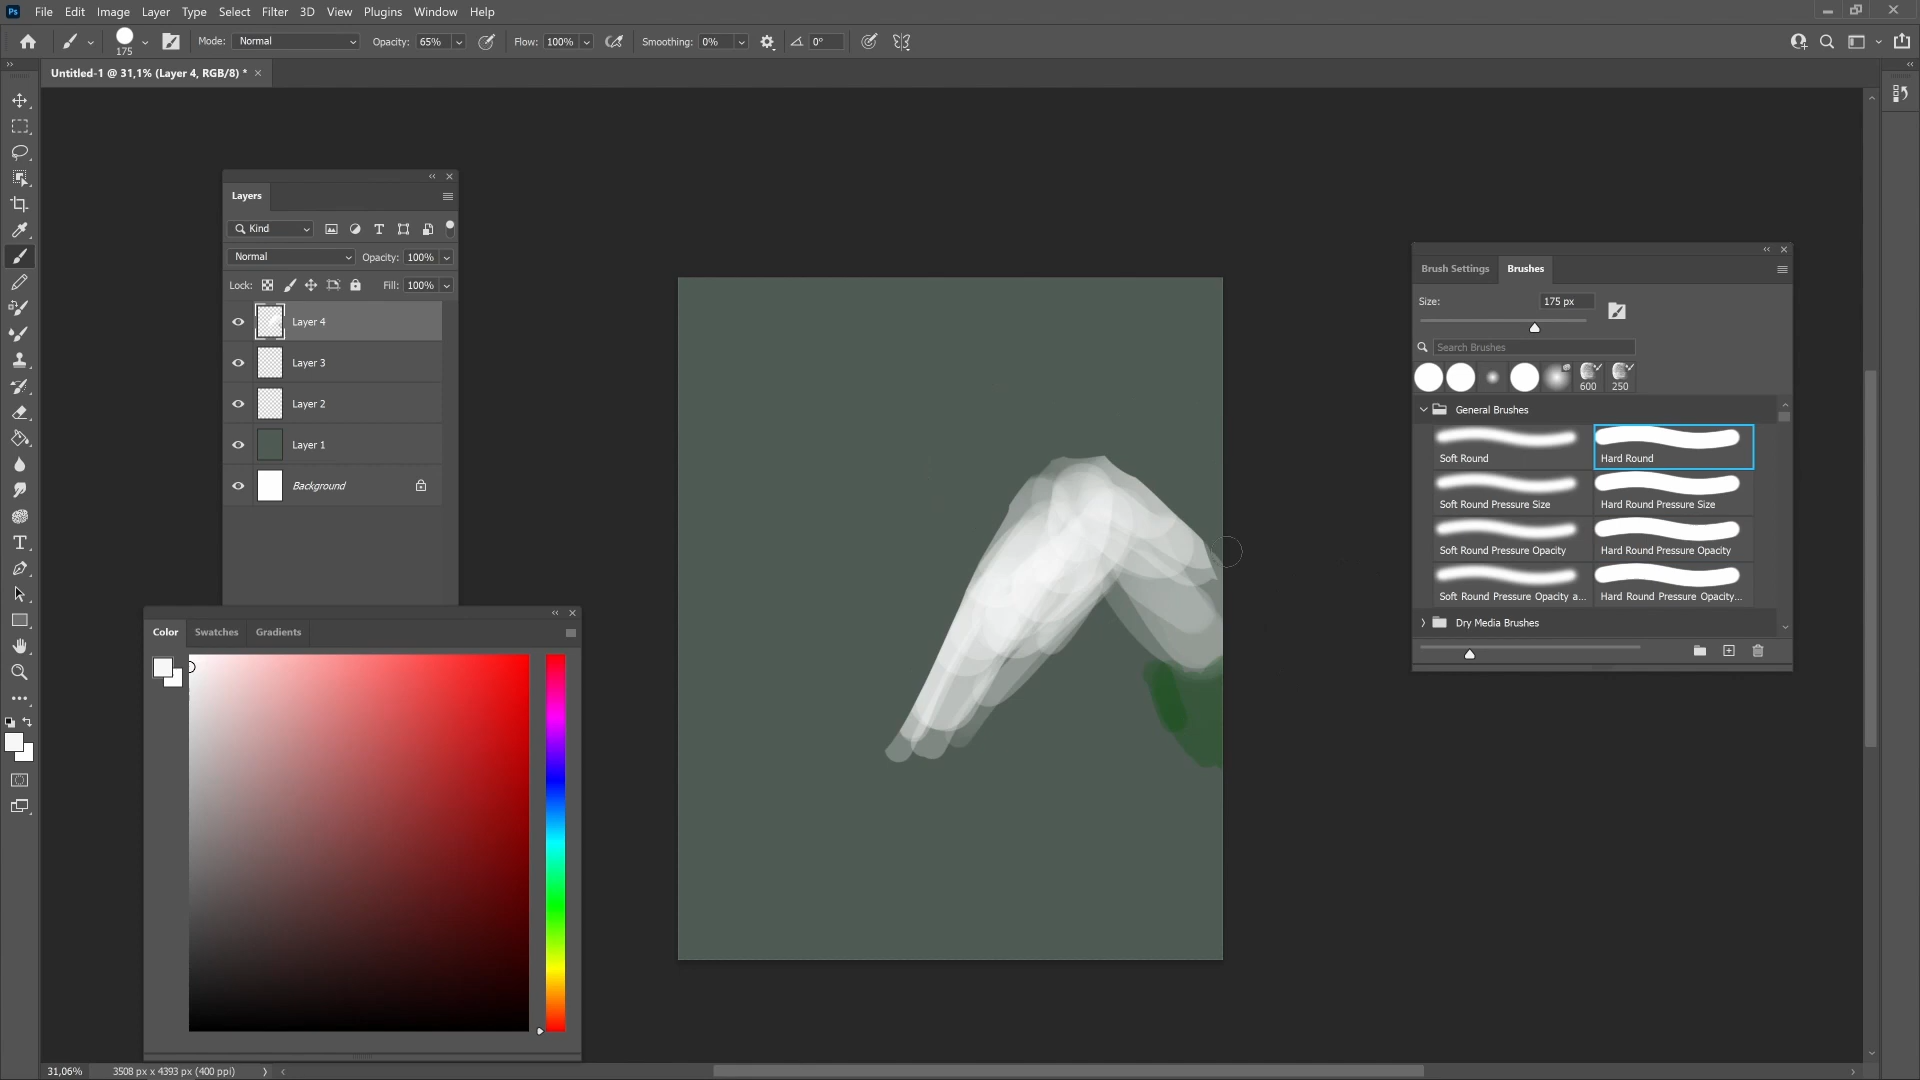 Ps File Edit Image Layer Type Select Filter 3D View Plugins Window Help
175 Mode: Normal Opacity: 65% Flow: 100% Smoothing: 0% 0°
Untitled-1 @ 31,1% (Layer 4, RGB/8) *
Layers
Kind
Normal Opacity: 100%
Lock: Fill: 100%
Layer 4
Layer 3
Layer 2
Layer 1
Background
Color Swatches Gradients
Brush Settings Brushes
Size: 175 px
Search Brushes
600 250
General Brushes
Soft Round Hard Round
Soft Round Pressure Size Hard Round Pressure Size
Soft Round Pressure Opacity Hard Round Pressure Opacity
Soft Round Pressure Opacity a... Hard Round Pressure Opacity...
Dry Media Brushes
31,06% 3508 px x 4393 px (400 ppi)